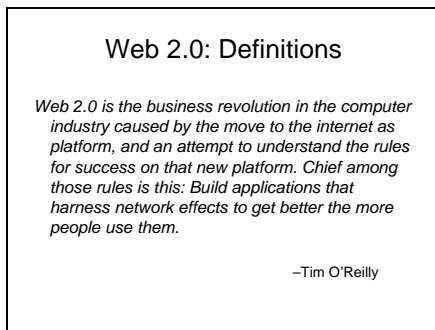 Web 2.0: Definitions
Web 2.0 is the business revolution in the computer
industry caused by the move to the internet as
platform, and an attempt to understand the rules
for success on that new platform. Chief among
those rules is this: Build applications that
harness network effects to get better the more
people use them.
–Tim O'Reilly